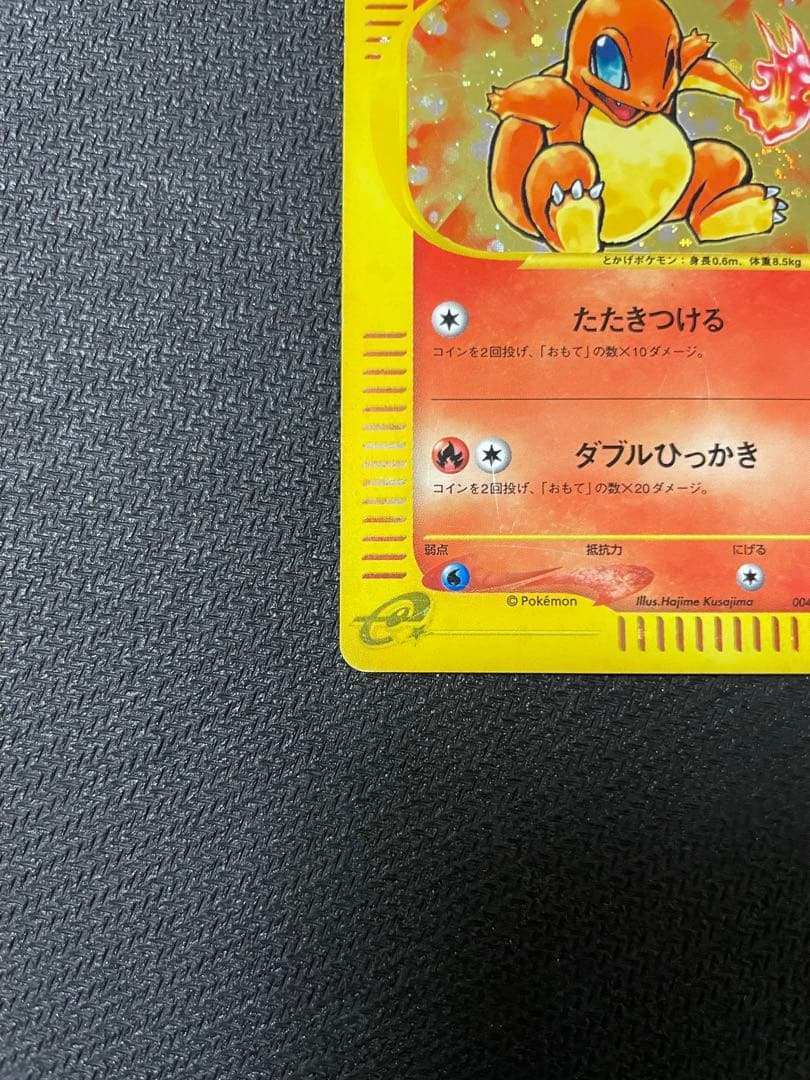 とかげポケモン：身長0.6m、体重8.5kg
たたきつける
コインを2回投げ、「おもて」の数×10ダメージ。
ダブルひっかき
コインを2回投げ、「おもて」の数×20ダメージ。
弱点 抵抗力 にげる
© Pokémon Illus.Hajime Kusajima 004
e